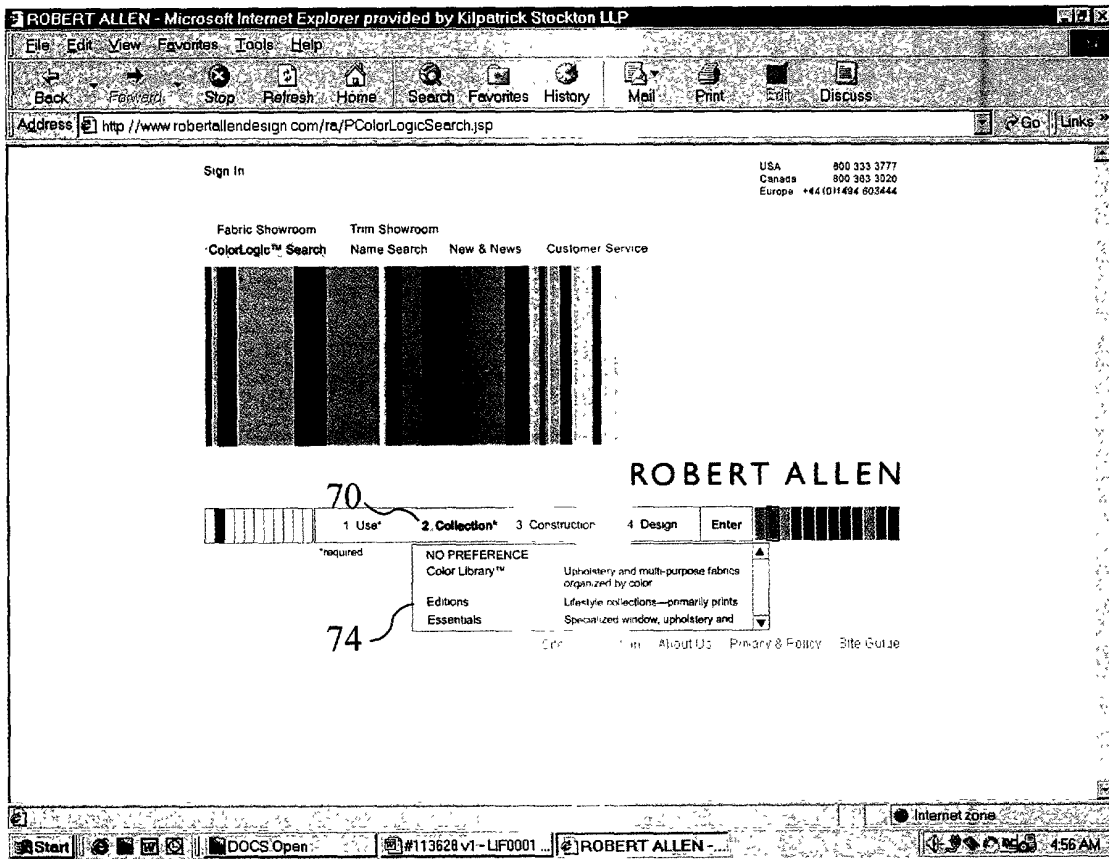 ROBERT ALLEN - Microsoft Internet Explorer provided by Kilpatrick Stockton LLP
File Edit View Favorites Tools Help
Back Forward Stop Refresh Home Search Favorites History Mail Print Edit Discuss
Address http://www.robertallendesign.com/ra/PColorLogicSearch.jsp Go Links »
Sign In
USA 800 333 3777
Canada 800 363 3020
Europe +44(0)1494 603444
Fabric Showroom Trim Showroom
ColorLogic™ Search Name Search New & News Customer Service
ROBERT ALLEN
70
1 Use* 2. Collection* 3 Construction 4 Design Enter
*required
NO PREFERENCE
Color Library™ Upholstery and multi-purpose fabrics
organized by color
Editions Lifestyle collections—primarily prints
Essentials Specialized window, upholstery and
74
About Us Privacy & Policy Site Guide
Internet zone
Start DOCS Open #113628 v1 - LIF0001 ... ROBERT ALLEN -... 4:56 AM